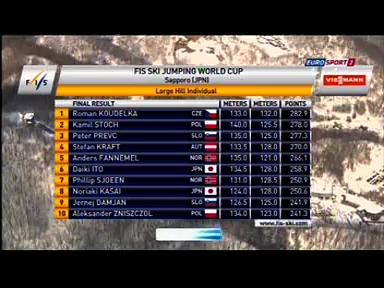 FIS SKI JUMPING WORLD CUP
EUROSPORT 2
F I S
Sapporo (JPN)
VIESSMANN
Large Hill Individual
FINAL RESULT METERS METERS POINTS
1 Roman KOUDELKA CZE 133.0 132.0 282.9
2 Kamil STOCH POL 140.0 125.5 278.0
3 Peter PREVC SLO 135.0 125.5 277.3
4 Stefan KRAFT AUT 133.5 128.0 270.0
5 Anders FANNEMEL NOR 135.0 121.0 266.1
6 Daiki ITO JPN 134.5 128.0 258.9
7 Phillip SJOEEN NOR 131.0 128.5 250.9
8 Noriaki KASAI JPN 124.0 128.0 250.6
9 Jernej DAMJAN SLO 126.5 125.0 241.9
10 Aleksander ZNISZCZOL POL 134.0 123.0 241.3
www.fis-ski.com